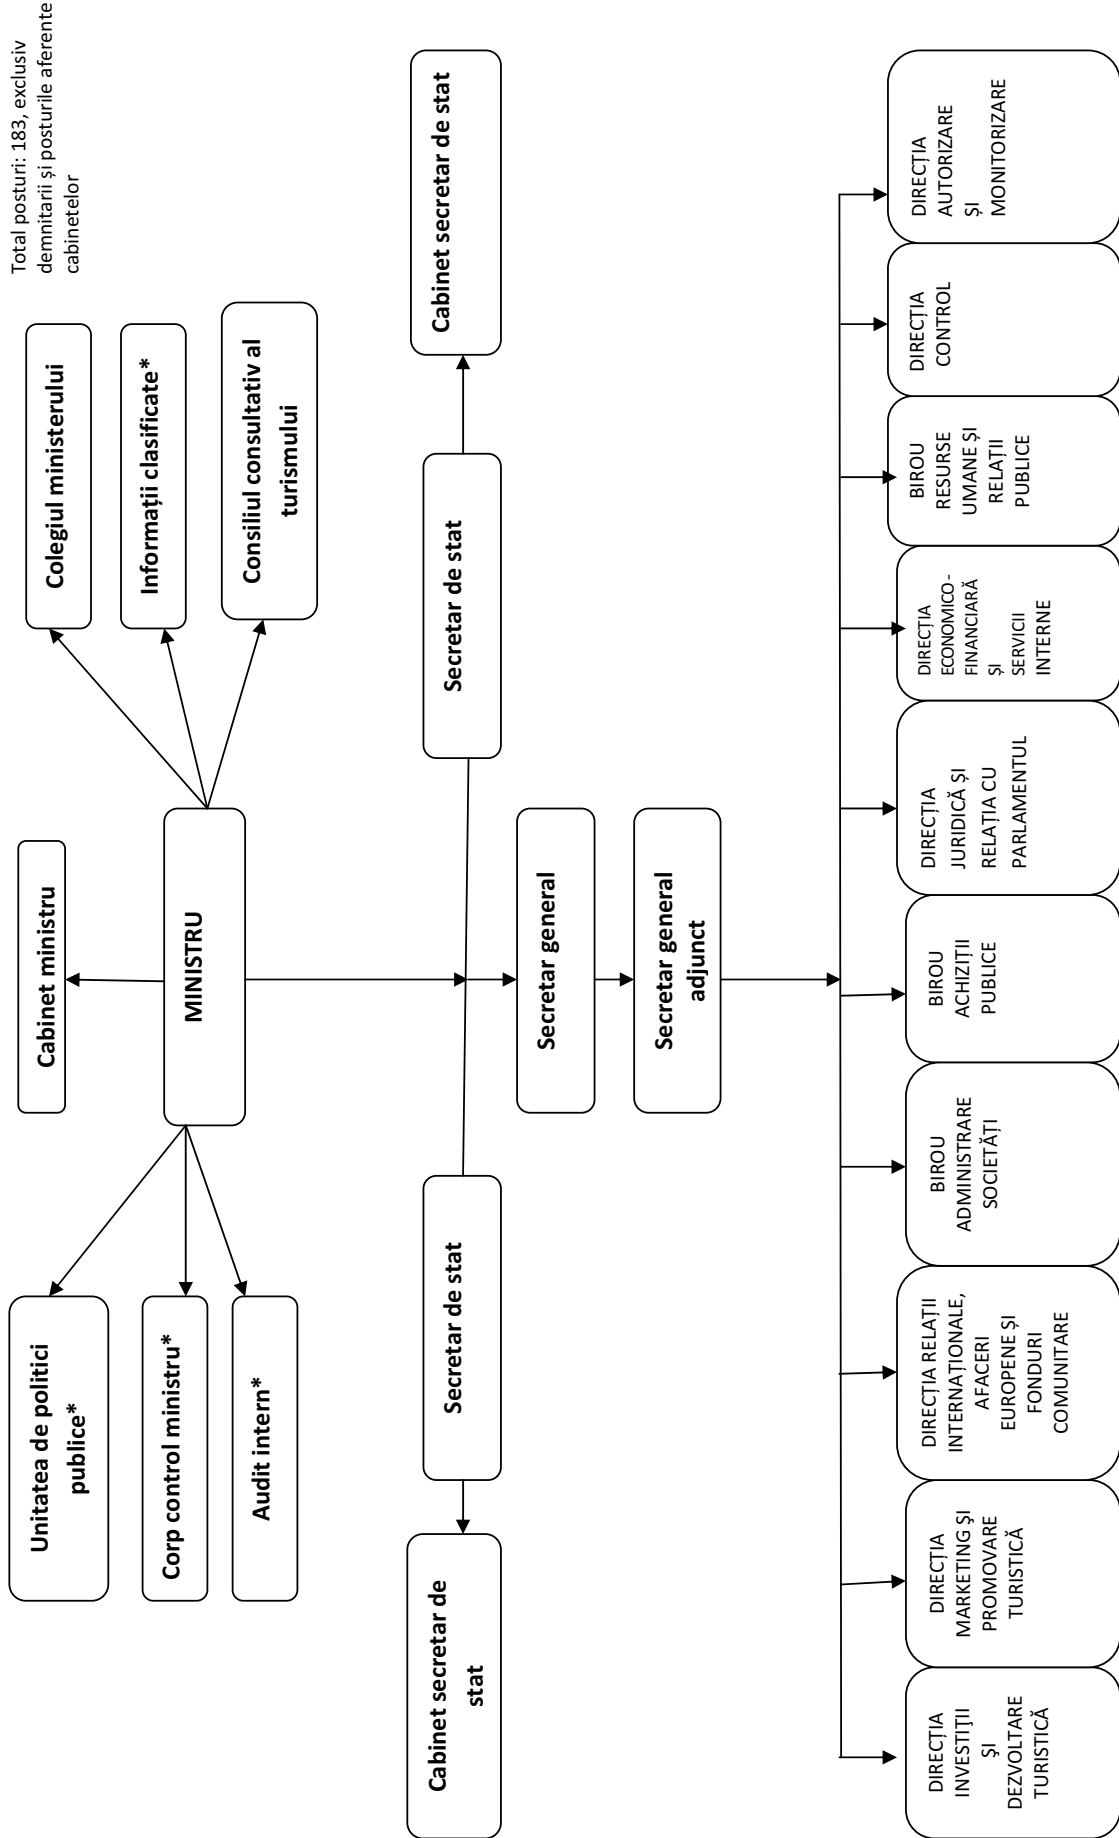 Total posturi: 183, exclusiv
demnitarii și posturile aferente
cabinetelor
Cabinet ministru
Unitatea de politici
publice*
Corp control ministru*
Audit intern*
MINISTRU
Colegiul ministerului
Informații clasificate*
Consiliul consultativ al
turismului
Cabinet secretar de
stat
Secretar de stat
Secretar de stat
Cabinet secretar de stat
Secretar general
Secretar general
adjunct
DIRECȚIA
INVESTIȚII
ȘI
DEZVOLTARE
TURISTICĂ
DIRECȚIA
MARKETING ȘI
PROMOVARE
TURISTICĂ
DIRECȚIA RELAȚII
INTERNAȚIONALE,
AFACERI
EUROPENE ȘI
FONDURI
COMUNITARE
BIROU
ADMINISTRARE
SOCIETĂȚI
BIROU
ACHIZIȚII
PUBLICE
DIRECȚIA
JURIDICĂ ȘI
RELAȚIA CU
PARLAMENTUL
DIRECȚIA
ECONOMICO-
FINANCIARĂ
ȘI
SERVICII
INTERNE
BIROU
RESURSE
UMANE ȘI
RELAȚII
PUBLICE
DIRECȚIA
CONTROL
DIRECȚIA
AUTORIZARE
ȘI
MONITORIZARE